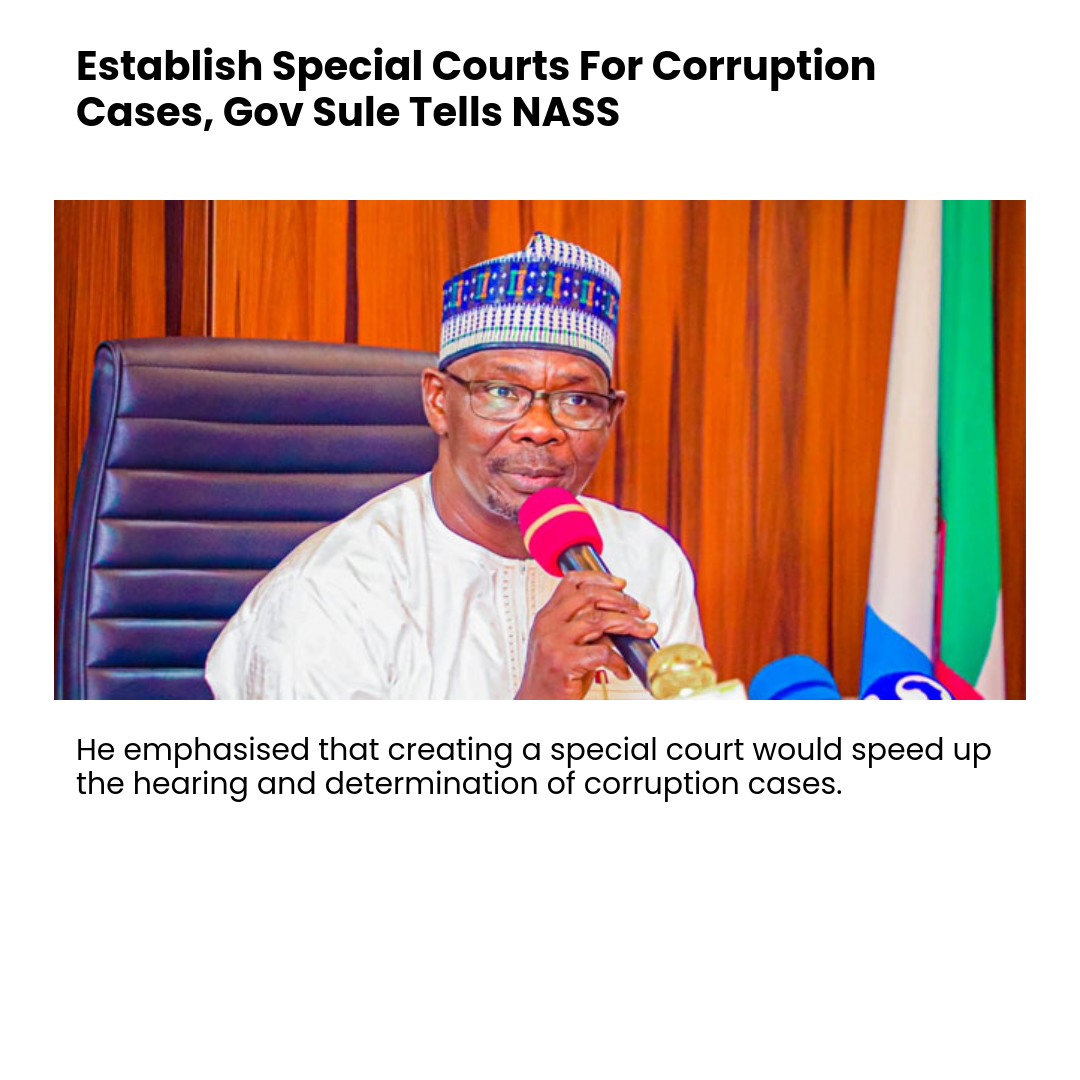 Establish Special Courts For Corruption
Cases, Gov Sule Tells NASS
He emphasised that creating a special court would speed up
the hearing and determination of corruption cases.